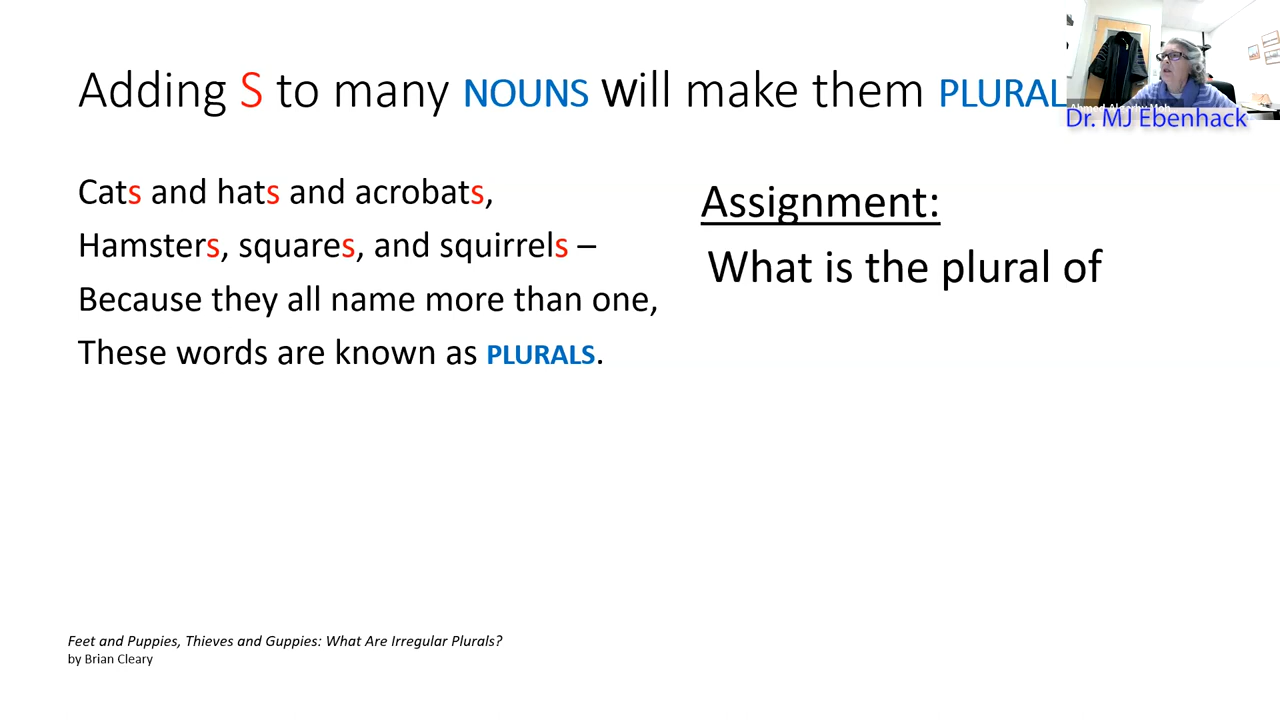 Adding S to many NOUNS will make them PLURAL
Dr. MJ Ebenhack
Cats and hats and acrobats,
Hamsters, squares, and squirrels –
Because they all name more than one,
These words are known as PLURALS.
Assignment:
What is the plural of
Feet and Puppies, Thieves and Guppies: What Are Irregular Plurals?
by Brian Cleary